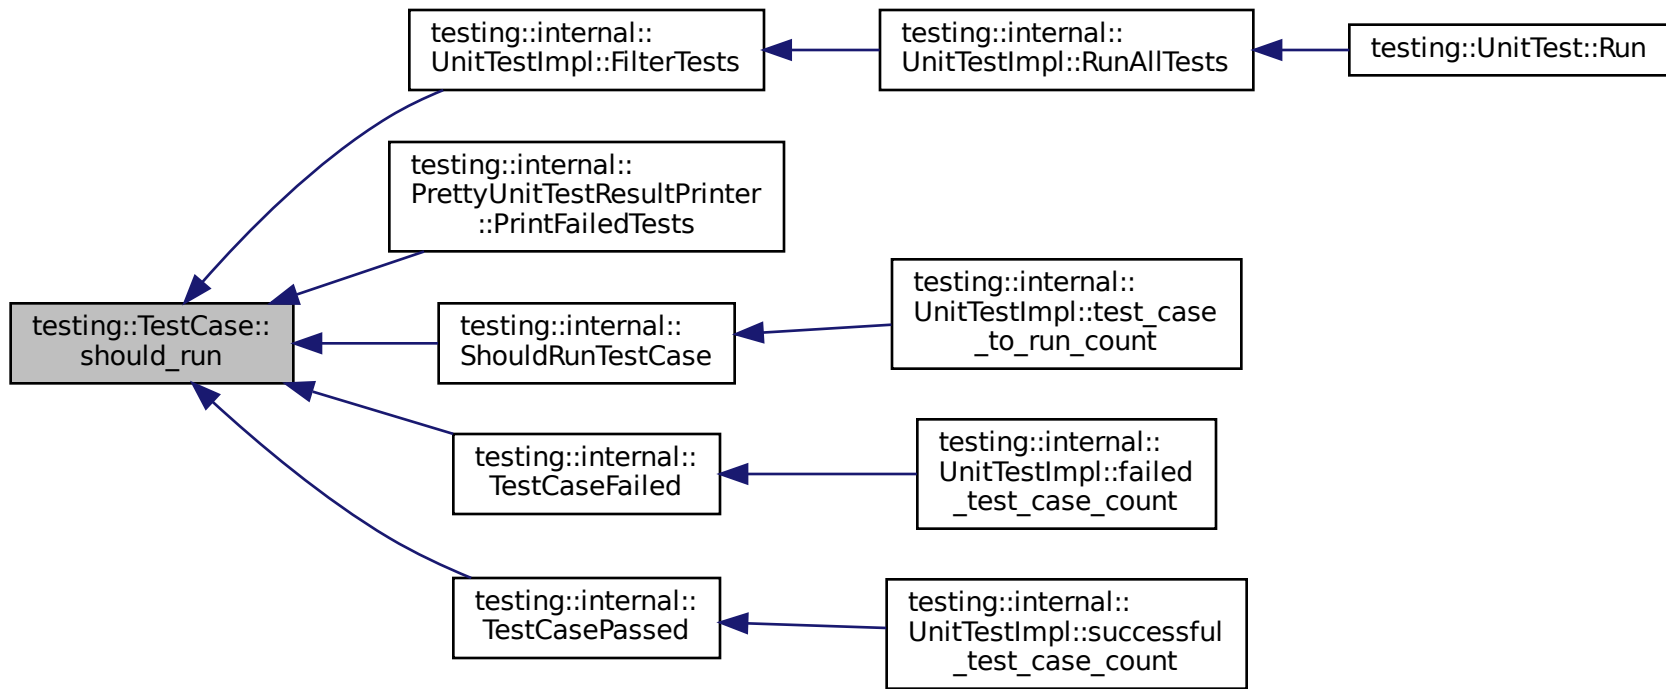 testing::internal::
UnitTestImpl::FilterTests
testing::internal::
UnitTestImpl::RunAllTests
testing::UnitTest::Run
testing::internal::
PrettyUnitTestResultPrinter
::PrintFailedTests
testing::TestCase::
should_run
testing::internal::
ShouldRunTestCase
testing::internal::
UnitTestImpl::test_case
_to_run_count
testing::internal::
TestCaseFailed
testing::internal::
UnitTestImpl::failed
_test_case_count
testing::internal::
TestCasePassed
testing::internal::
UnitTestImpl::successful
_test_case_count